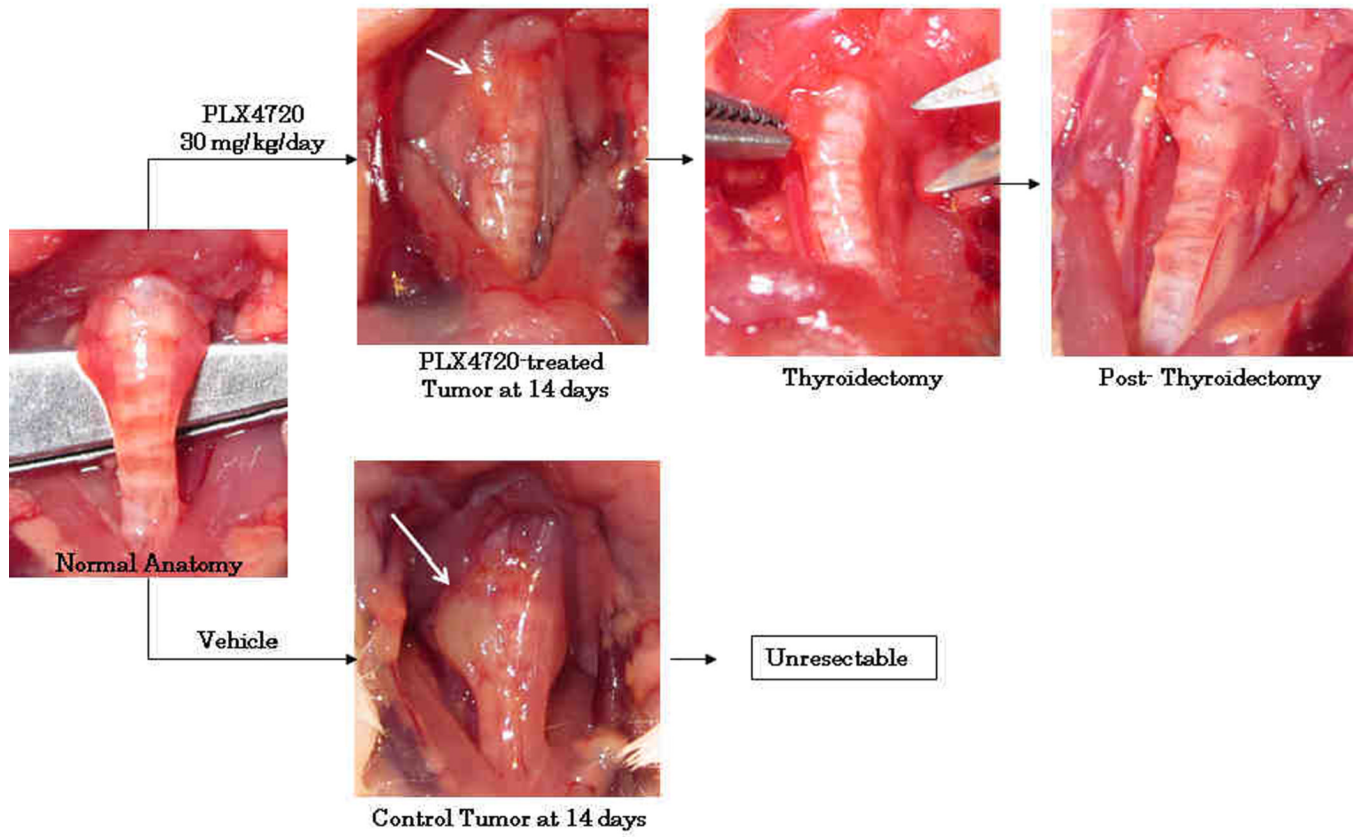 PLX4720
30 mg/kg/day
PLX4720-treated
Tumor at 14 days
Thyroidectomy
Post- Thyroidectomy
Normal Anatomy
Vehicle
Unresectable
Control Tumor at 14 days